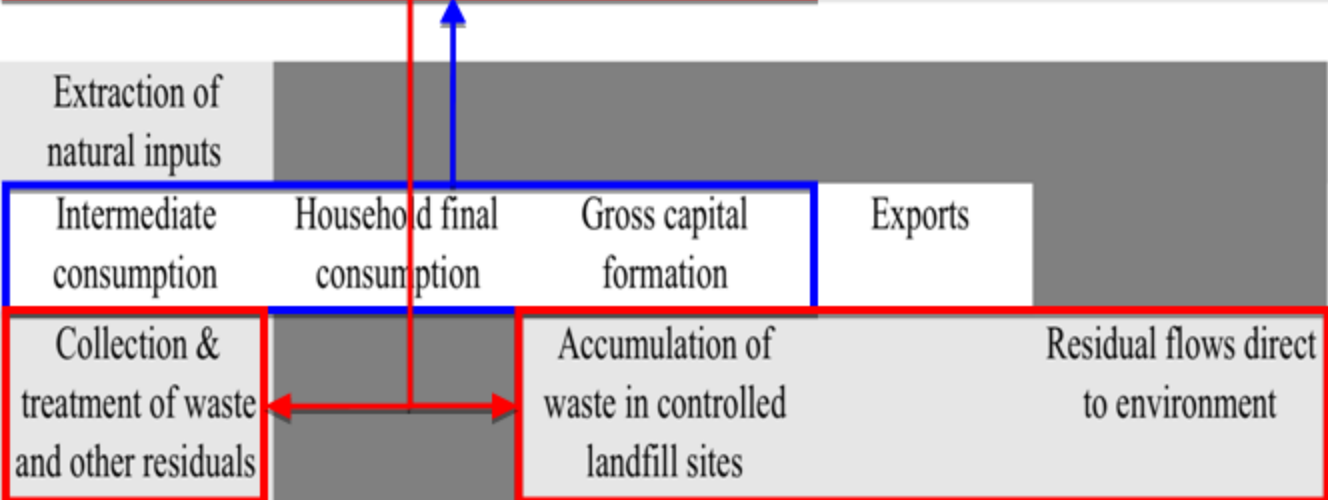 Extraction of
natural inputs
Intermediate
consumption
Household final
consumption
Gross capital
formation
Exports
Collection &
treatment of waste
and other residuals
Accumulation of
waste in controlled
landfill sites
Residual flows direct
to environment